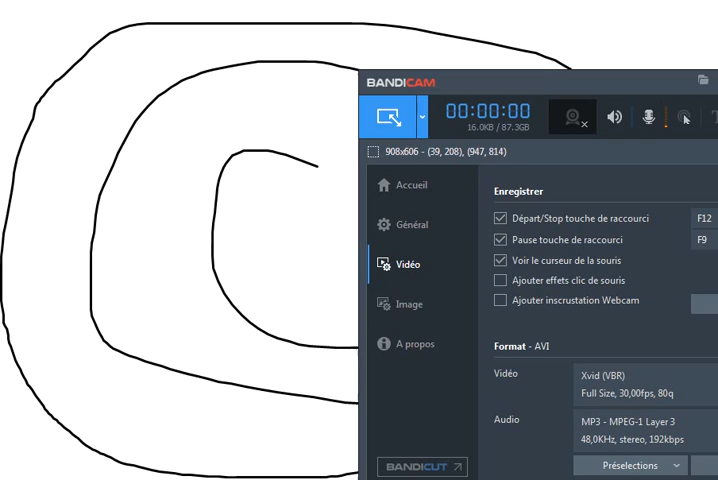 BANDICAM
00:00:00
16.0KB / 87.3GB
908x606 - (39, 208), (947, 814)
Accueil
Général
Vidéo
Image
A propos
BANDICUT
Enregistrer
Départ/Stop touche de raccourci F12
Pause touche de raccourci F9
Voir le curseur de la souris
Ajouter effets clic de souris
Ajouter inscrustation Webcam
Format - AVI
Vidéo
Xvid (VBR)
Full Size, 30,00fps, 80q
Audio
MP3 - MPEG-1 Layer 3
48,0KHz, stereo, 192kbps
Préselections